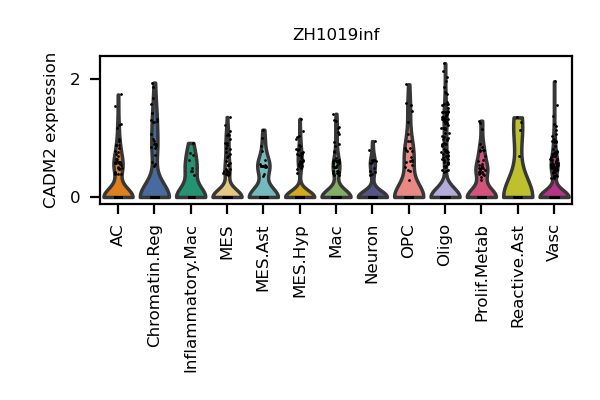 ZH1019inf
CADM2 expression
2
0
AC
Chromatin.Reg
Inflammatory.Mac
MES
MES.Ast
MES.Hyp
Mac
Neuron
OPC
Oligo
Prolif.Metab
Reactive.Ast
Vasc